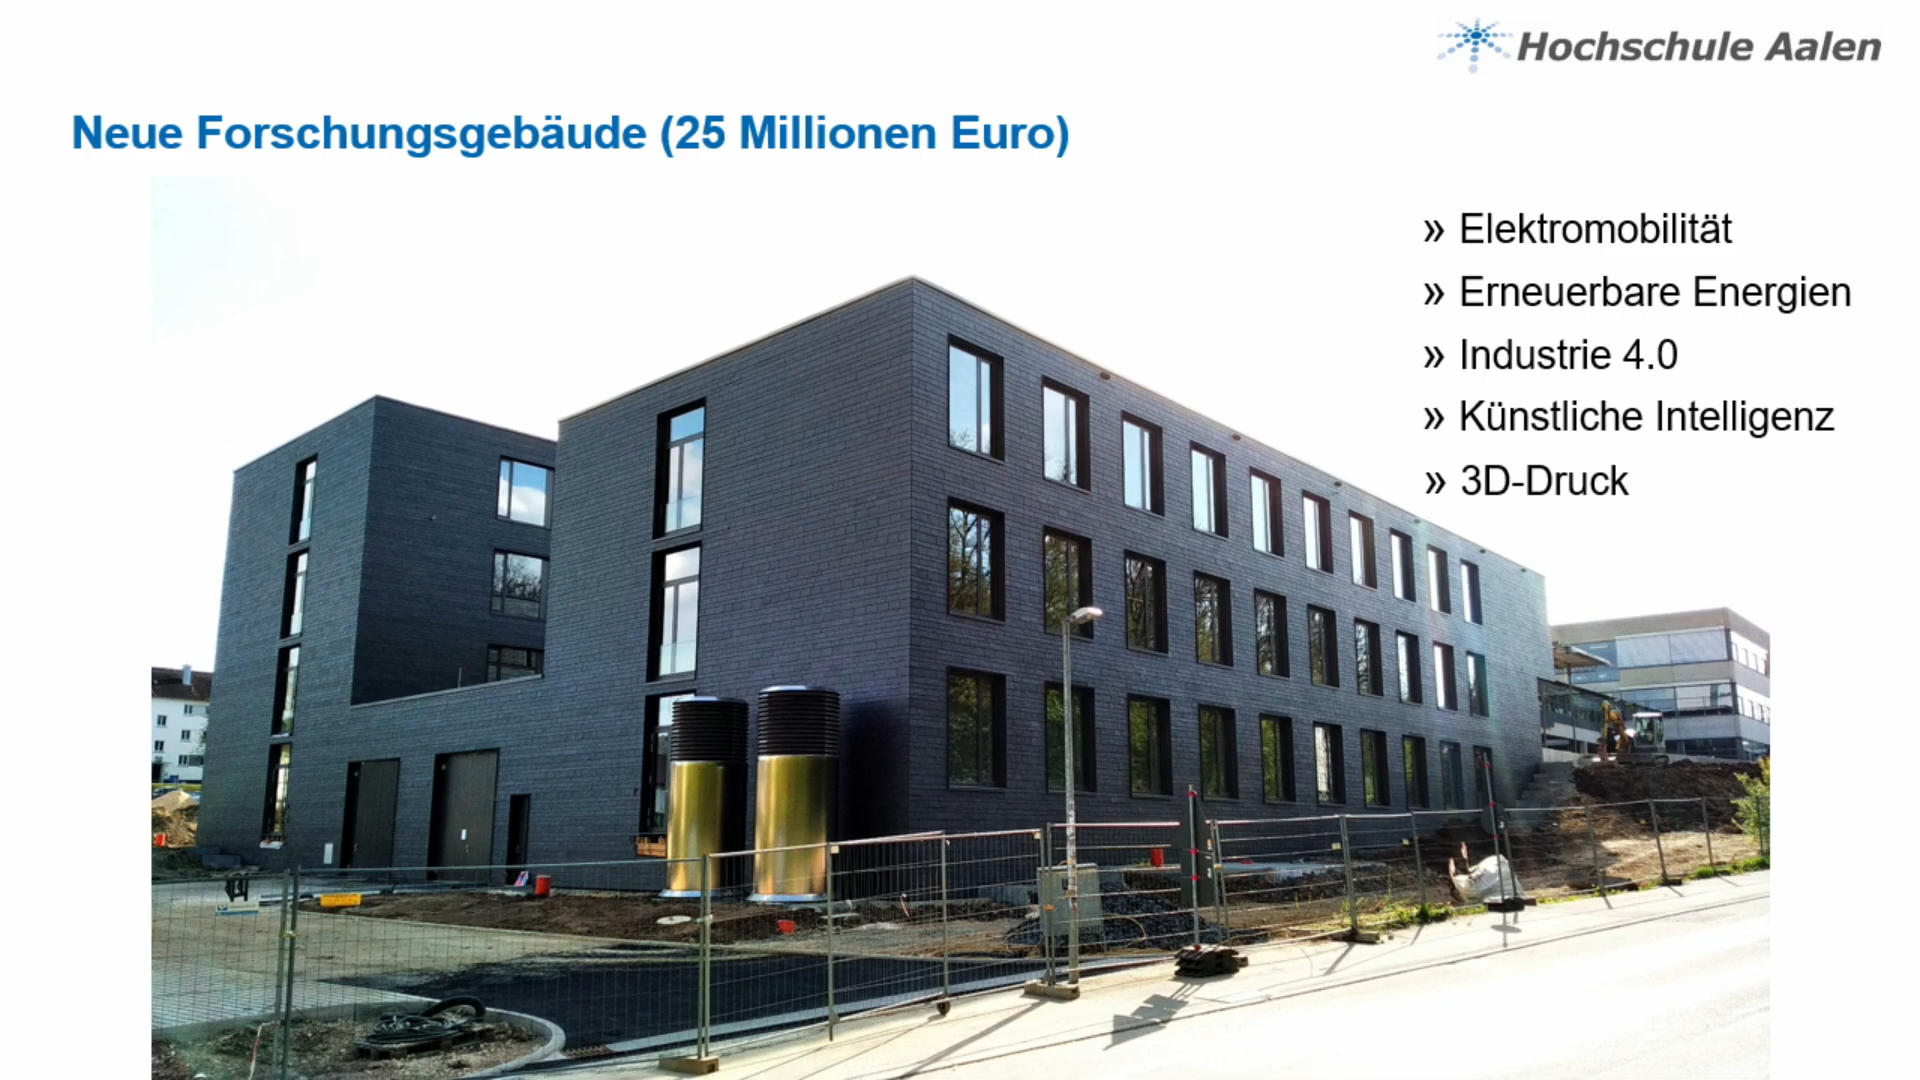 Hochschule Aalen
Neue Forschungsgebäude (25 Millionen Euro)
» Elektromobilität
» Erneuerbare Energien
» Industrie 4.0
» Künstliche Intelligenz
» 3D-Druck